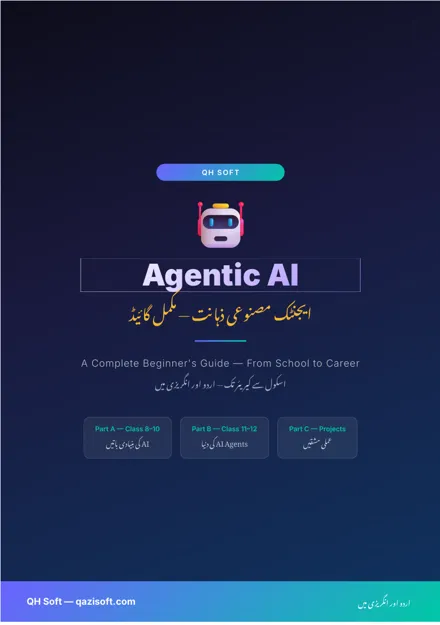 QH SOFT
Agentic AI
ایجنٹک مصنوعی ذہانت — مکمل گائیڈ
A Complete Beginner's Guide — From School to Career
اسکول سے کیریئر تک — اردو اور انگریزی میں
Part A — Class 8-10
AI کی بنیادی باتیں
Part B — Class 11-12
AI Agents کی دنیا
Part C — Projects
عملی مشقیں
QH Soft — qazisoft.com
اردو اور انگریزی میں